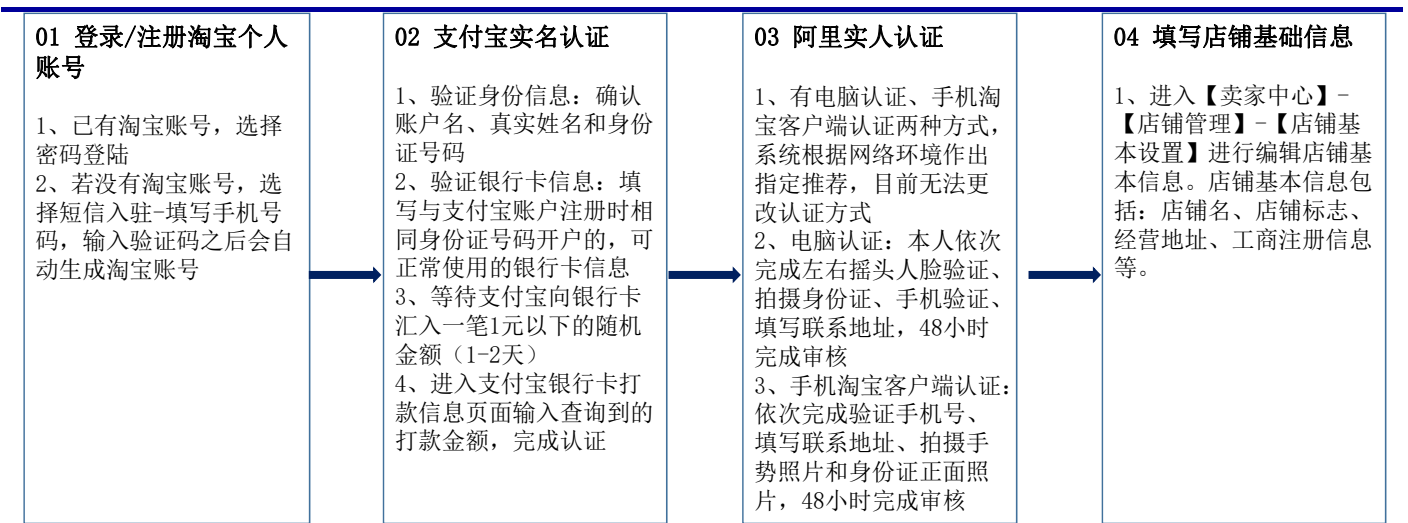 01 登录/注册淘宝个人
账号
1、已有淘宝账号，选择
密码登陆
2、若没有淘宝账号，选
择短信入驻-填写手机号
码，输入验证码之后会自
动生成淘宝账号
02 支付宝实名认证
1、验证身份信息：确认
账户名、真实姓名和身份
证号码
2、验证银行卡信息：填
写与支付宝账户注册时相
同身份证号码开户的，可
正常使用的银行卡信息
3、等待支付宝向银行卡
汇入一笔1元以下的随机
金额（1-2天）
4、进入支付宝银行卡打
款信息页面输入查询到的
打款金额，完成认证
03 阿里实人认证
1、有电脑认证、手机淘
宝客户端认证两种方式，
系统根据网络环境作出
指定推荐，目前无法更
改认证方式
2、电脑认证：本人依次
完成左右摇头人脸验证、
拍摄身份证、手机验证、
填写联系地址，48小时
完成审核
3、手机淘宝客户端认证：
依次完成验证手机号、
填写联系地址、拍摄手
势照片和身份证正面照
片，48小时完成审核
04 填写店铺基础信息
1、进入【卖家中心】-
【店铺管理】-【店铺基
本设置】进行编辑店铺基
本信息。店铺基本信息包
括：店铺名、店铺标志、
经营地址、工商注册信息
等。